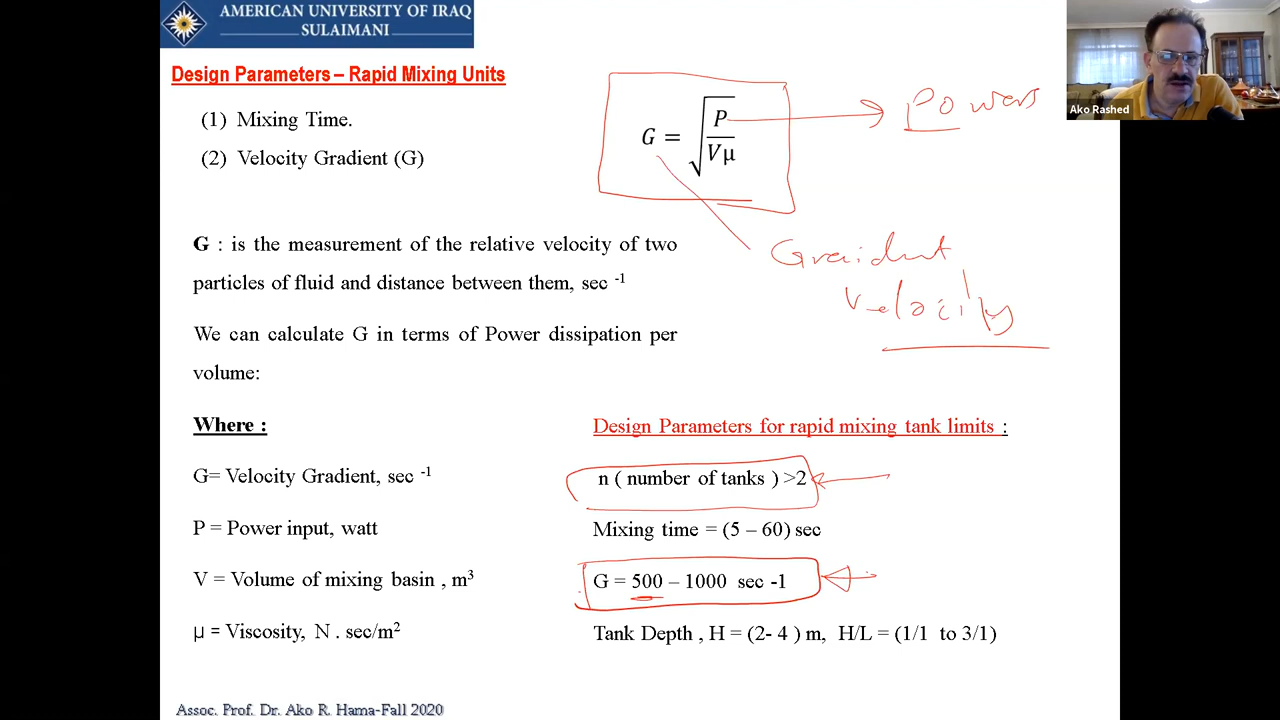 AMERICAN UNIVERSITY OF IRAQ
SULAIMANI
Design Parameters – Rapid Mixing Units
(1) Mixing Time.
(2) Velocity Gradient (G)
G = √(P/Vμ)
Powers
Graident
velocity
G : is the measurement of the relative velocity of two
particles of fluid and distance between them, sec -1
We can calculate G in terms of Power dissipation per
volume:
Where :
G= Velocity Gradient, sec -1
P = Power input, watt
V = Volume of mixing basin , m3
μ = Viscosity, N . sec/m2
Design Parameters for rapid mixing tank limits :
n ( number of tanks ) >2
Mixing time = (5 – 60) sec
G = 500 – 1000 sec -1
Tank Depth , H = (2- 4 ) m, H/L = (1/1 to 3/1)
Assoc. Prof. Dr. Ako R. Hama-Fall 2020
Ako Rashed